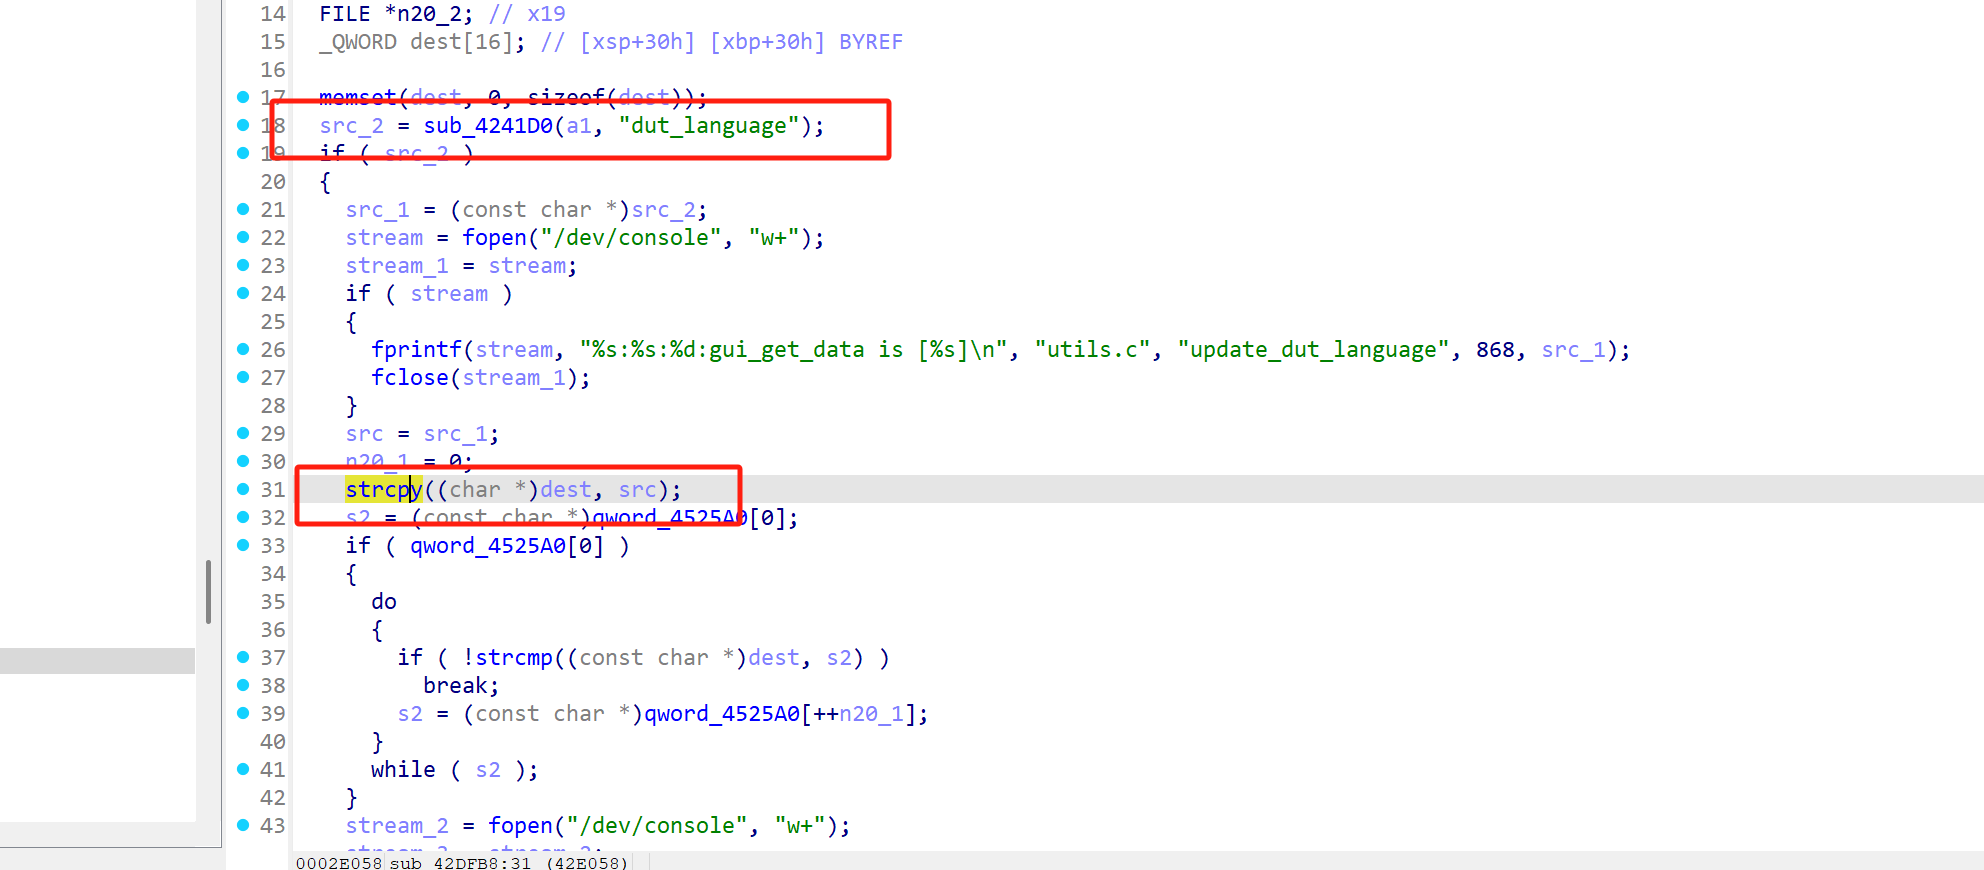 14 FILE *n20_2; // x19
15 _QWORD dest[16]; // [xsp+30h] [xbp+30h] BYREF
16
17 memset(dest, 0, sizeof(dest));
18 src_2 = sub_4241D0(a1, "dut_language");
19 if ( src_2 )
20 {
21 src_1 = (const char *)src_2;
22 stream = fopen("/dev/console", "w+");
23 stream_1 = stream;
24 if ( stream )
25 {
26 fprintf(stream, "%s:%s:%d:gui_get_data is [%s]\n", "utils.c", "update_dut_language", 868, src_1);
27 fclose(stream_1);
28 }
29 src = src_1;
30 n20_1 = 0;
31 strcpy((char *)dest, src);
32 s2 = (const char *)qword_4525A0[0];
33 if ( qword_4525A0[0] )
34 {
35 do
36 {
37 if ( !strcmp((const char *)dest, s2) )
38 break;
39 s2 = (const char *)qword_4525A0[++n20_1];
40 }
41 while ( s2 );
42 }
43 stream_2 = fopen("/dev/console", "w+");
0002E058 sub_42DFB8:31 (42E058)